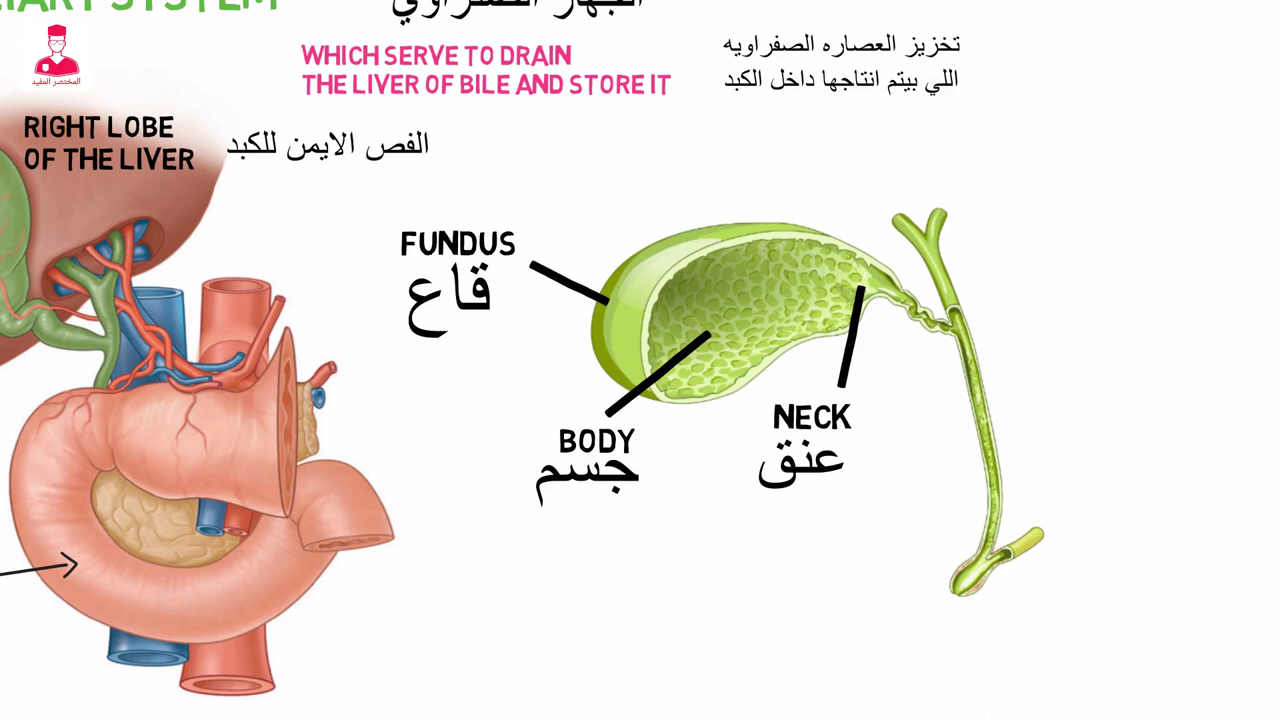 SYSTEM
المختصر المفيد
WHICH SERVE TO DRAIN
THE LIVER OF BILE AND STORE IT
تخزيز العصاره الصفراويه
اللي بيتم انتاجها داخل الكبد
RIGHT LOBE
OF THE LIVER
الفص الايمن للكبد
FUNDUS
قاع
BODY
جسم
NECK
عنق